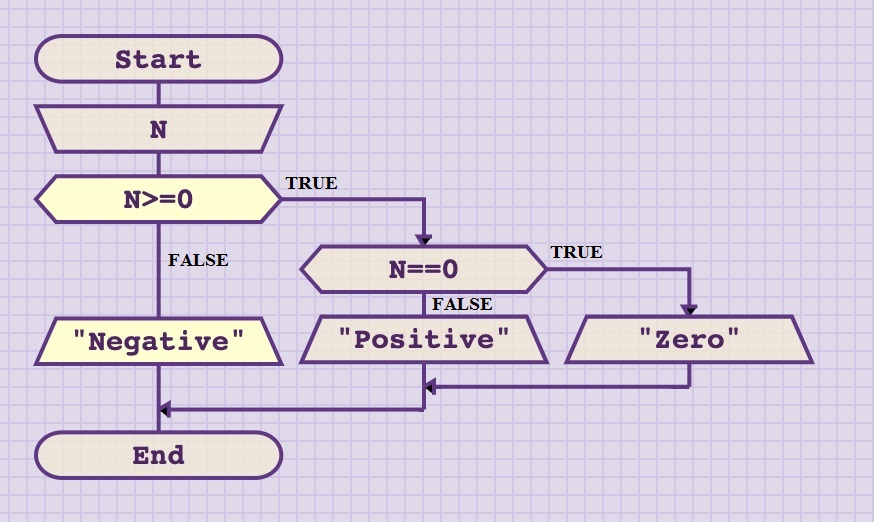 Start
N
N>=0
TRUE
FALSE
N==0
TRUE
FALSE
"Negative"
"Positive"
"Zero"
End